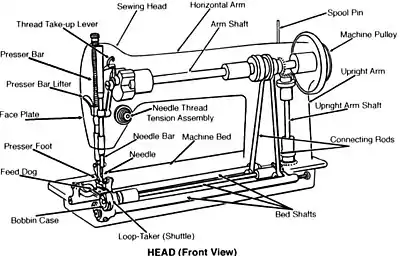 Sewing Head
Horizontal Arm
Spool Pin
Thread Take-up Lever
Arm Shaft
Machine Pulley
Presser Bar
Upright Arm
Presser Bar Lifter
Needle Thread
Tension Assembly
Upright Arm Shaft
Face Plate
Needle Bar
Machine Bed
Presser Foot
Needle
Connecting Rods
Feed Dog
Bobbin Case
Bed Shafts
Loop-Taker (Shuttle)
HEAD (Front View)